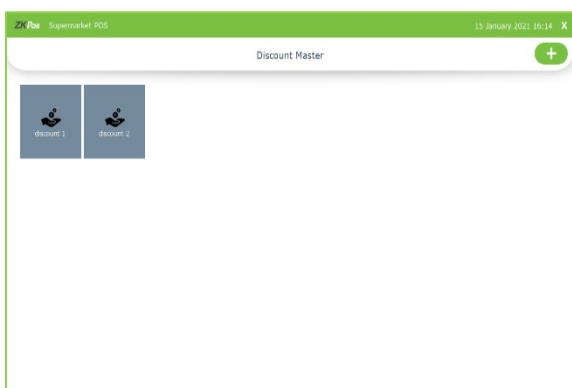 ZKPos Supermarket POS 15 January 2021 16:14 X
Discount Master +
discount 1 discount 2